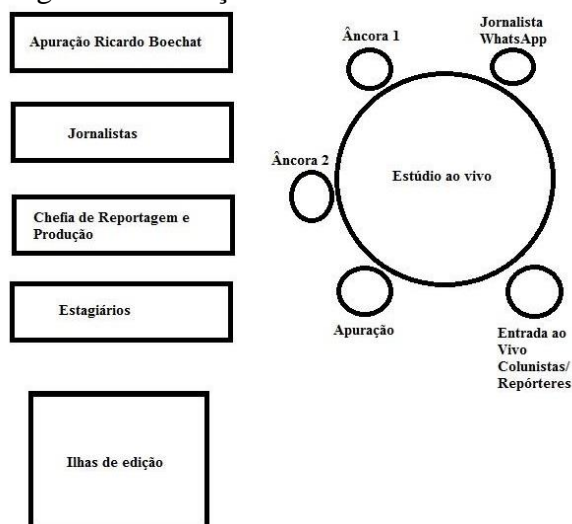 Apuração Ricardo Boechat
Jornalistas
Chefia de Reportagem e
Produção
Estagiários
Ilhas de edição
Âncora 1
Jornalista
WhatsApp
Âncora 2
Estúdio ao vivo
Apuração
Entrada ao
Vivo
Colunistas/
Repórteres